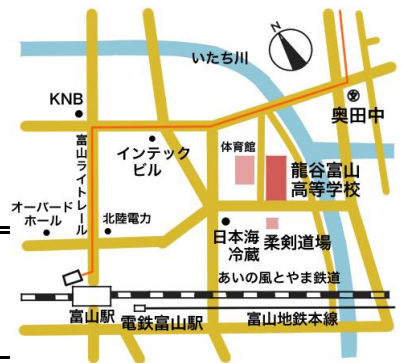 N
いたち川
KNB
奥田中
インテック
ビル
体育館
龍谷富山
高等学校
富山ライトレール
オーバード
ホール
北陸電力
日本海
冷蔵
柔剣道場
あいの風とやま鉄道
富山駅
電鉄富山駅
富山地鉄本線